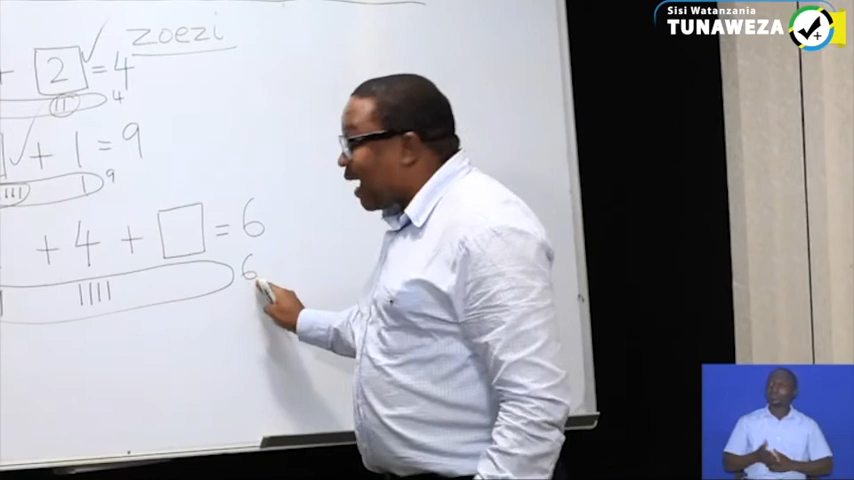 Sisi Watanzania
TUNAWEZA
zoezi
+ 2 = 4
4
+ 1 = 9
9
+ 4 + □ = 6
6